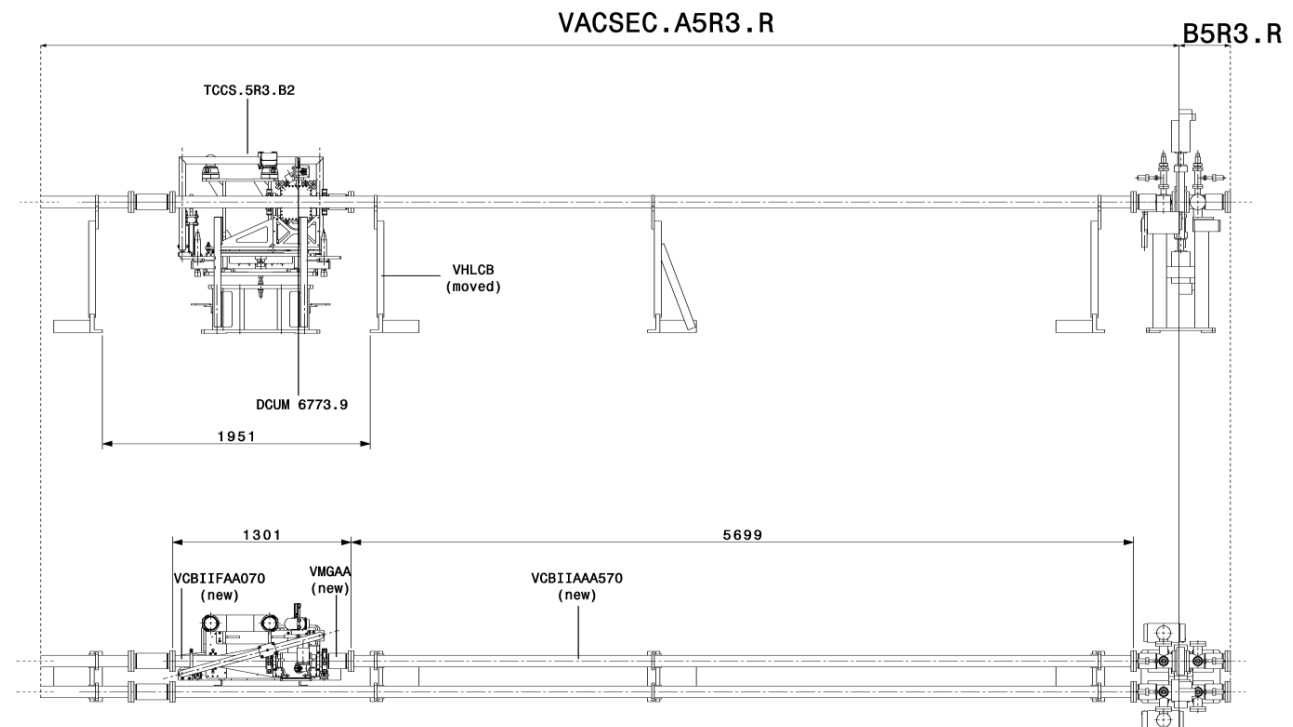 VACSEC.A5R3.R
B5R3.R
TCCS.5R3.B2
VHLCB
(moved)
DCUM 6773.9
1951
1301
5699
VCBIIFAA070
(new)
VMGAA
(new)
VCBIIAAA570
(new)